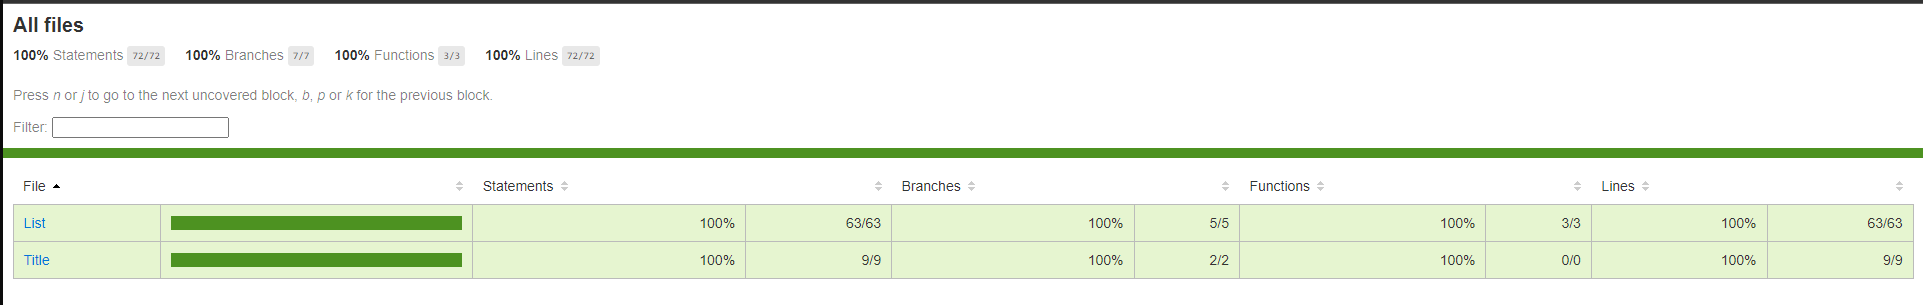 All files
100% Statements 72/72 100% Branches 7/7 100% Functions 3/3 100% Lines 72/72
Press n or j to go to the next uncovered block, b, p or k for the previous block.
Filter:
File Statements Branches Functions Lines
List 100% 63/63 100% 5/5 100% 3/3 100% 63/63
Title 100% 9/9 100% 2/2 100% 0/0 100% 9/9